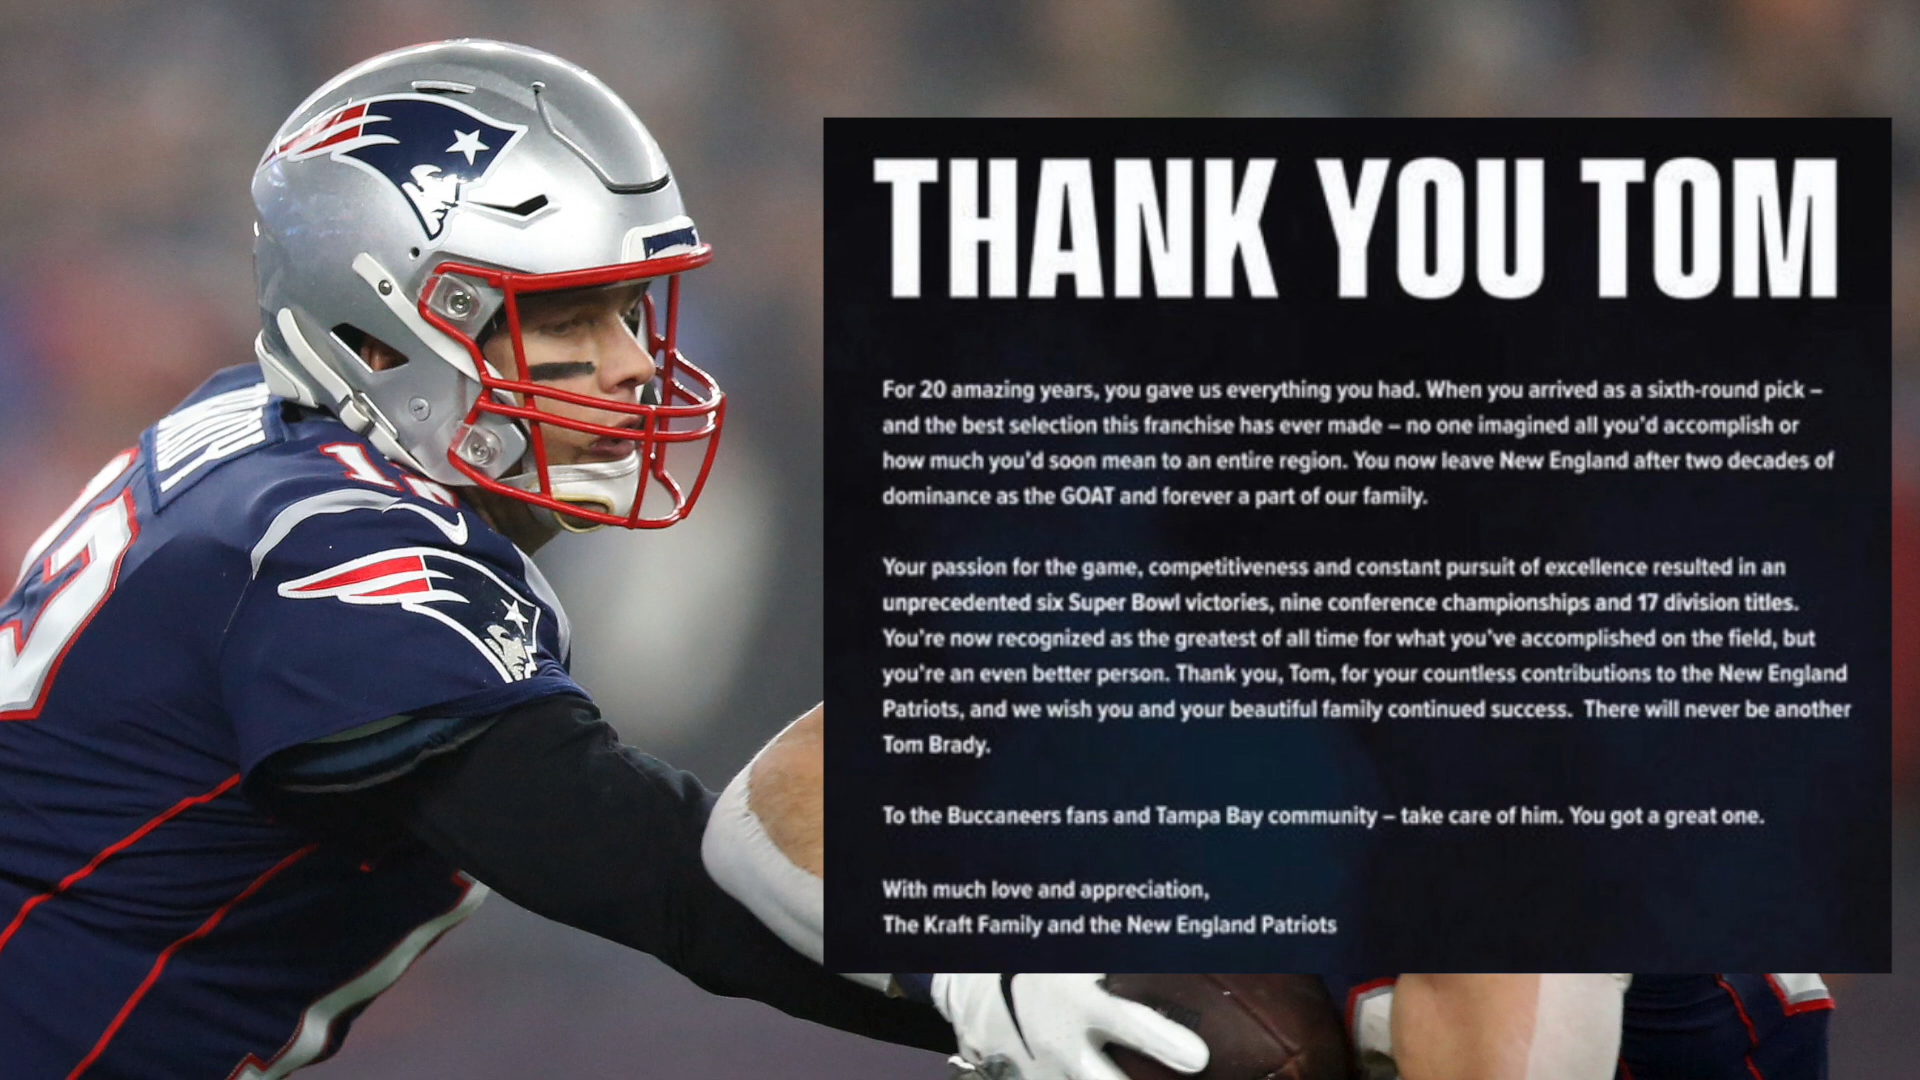 THANK YOU TOM
For 20 amazing years, you gave us everything you had. When you arrived as a sixth-round pick –
and the best selection this franchise has ever made – no one imagined all you'd accomplish or
how much you'd soon mean to an entire region. You now leave New England after two decades of
dominance as the GOAT and forever a part of our family.
Your passion for the game, competitiveness and constant pursuit of excellence resulted in an
unprecedented six Super Bowl victories, nine conference championships and 17 division titles.
You're now recognized as the greatest of all time for what you've accomplished on the field, but
you're an even better person. Thank you, Tom, for your countless contributions to the New England
Patriots, and we wish you and your beautiful family continued success.  There will never be another
Tom Brady.
To the Buccaneers fans and Tampa Bay community – take care of him. You got a great one.
With much love and appreciation,
The Kraft Family and the New England Patriots
12